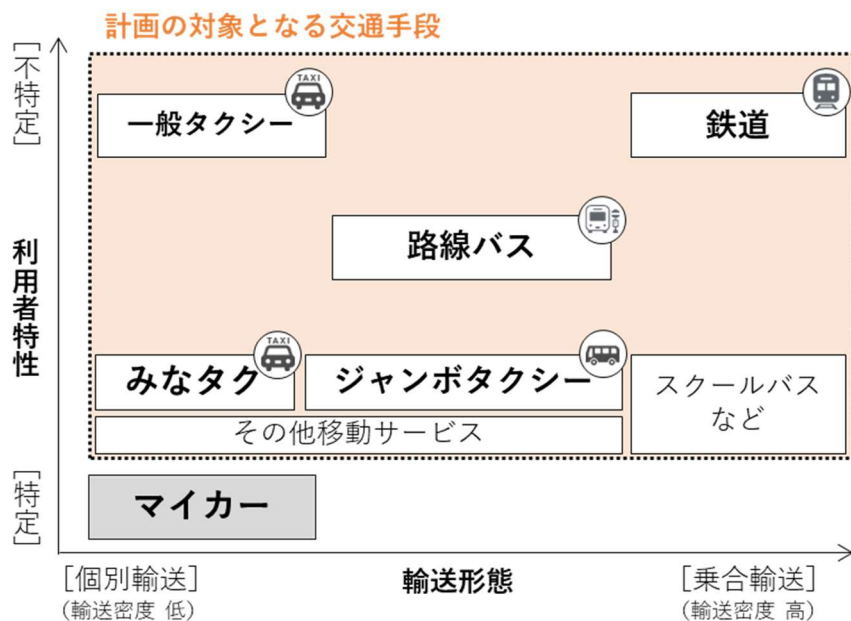 計画の対象となる交通手段
[不特定]
TAXI
一般タクシー
鉄道
路線バス
利用者特性
TAXI
みなタク
ジャンボタクシー
スクールバス
など
その他移動サービス
[特定]
マイカー
[個別輸送]
(輸送密度 低)
輸送形態
[乗合輸送]
(輸送密度 高)